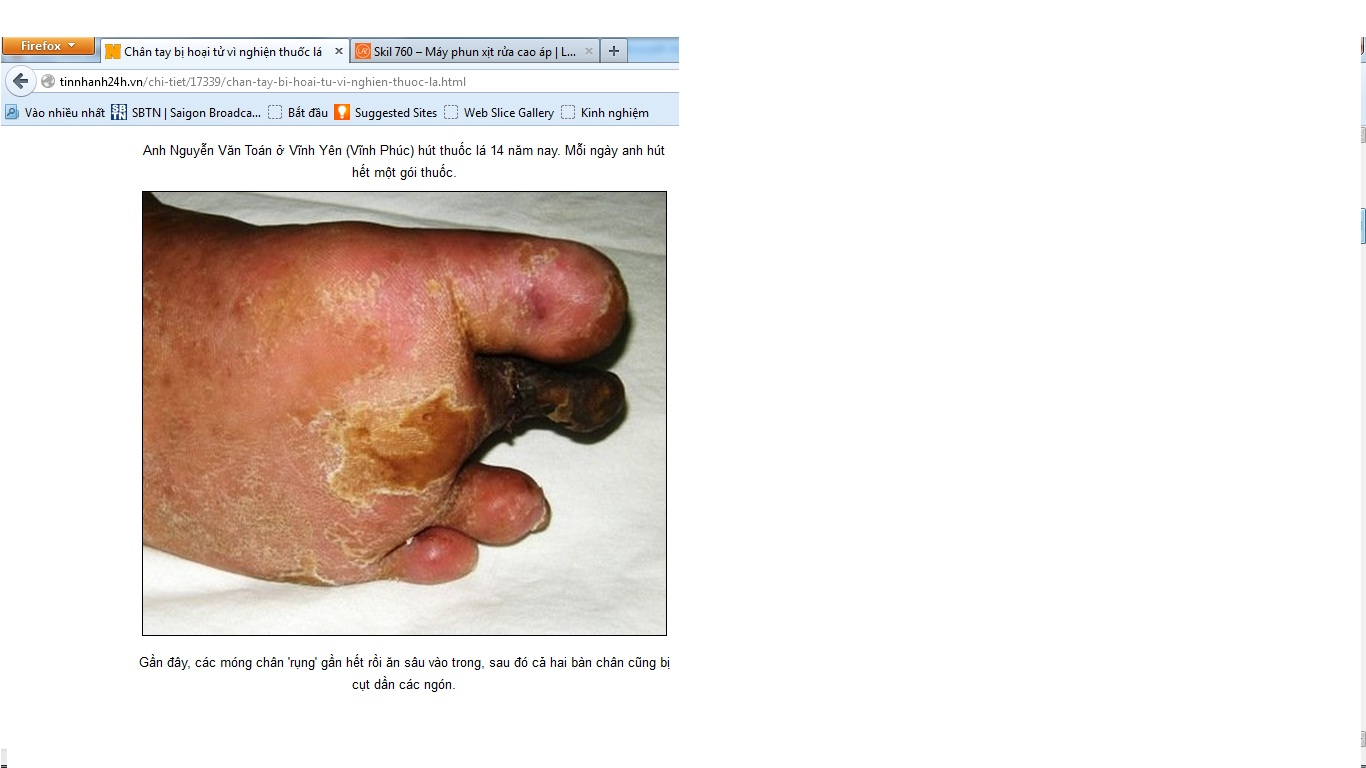 Firefox
Chân tay bị hoại tử vì nghiện thuốc lá
Skil 760 – Máy phun xịt rửa cao áp | L...
tinnhanh24h.vn/chi-tiet/17339/chan-tay-bi-hoai-tu-vi-nghien-thuoc-la.html
Vào nhiều nhất SBTN SBTN | Saigon Broadca... Bắt đầu Suggested Sites Web Slice Gallery Kinh nghiệm
Anh Nguyễn Văn Toán ở Vĩnh Yên (Vĩnh Phúc) hút thuốc lá 14 năm nay. Mỗi ngày anh hút
hết một gói thuốc.
Gần đây, các móng chân 'rụng' gần hết rồi ăn sâu vào trong, sau đó cả hai bàn chân cũng bị
cụt dần các ngón.